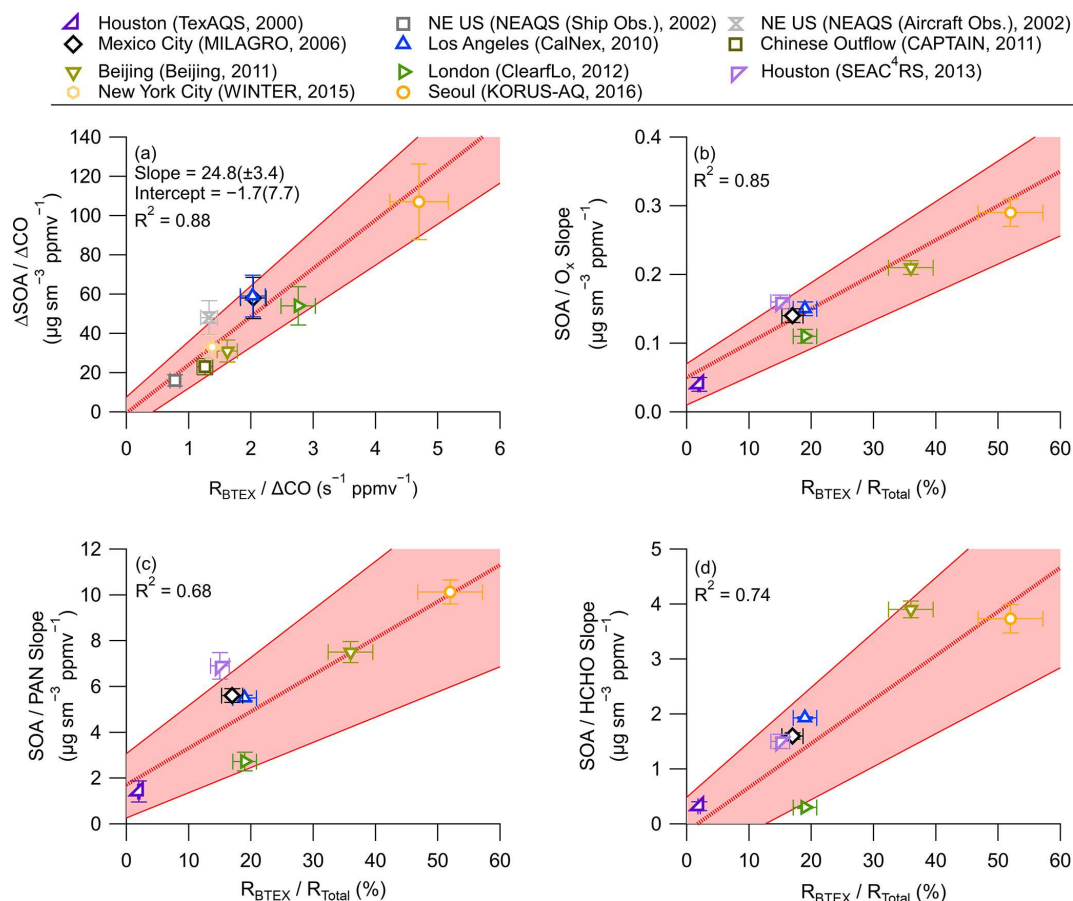 Houston (TexAQS, 2000)
NE US (NEAQS (Ship Obs.), 2002)
NE US (NEAQS (Aircraft Obs.), 2002)
Mexico City (MILAGRO, 2006)
Los Angeles (CalNex, 2010)
Chinese Outflow (CAPTAIN, 2011)
Beijing (Beijing, 2011)
London (ClearfLo, 2012)
Houston (SEAC⁴RS, 2013)
New York City (WINTER, 2015)
Seoul (KORUS-AQ, 2016)
(a)
Slope = 24.8(±3.4)
Intercept = −1.7(7.7)
R² = 0.88
ΔSOA / ΔCO
(µg sm⁻³ ppmv⁻¹)
140
120
100
80
60
40
20
0
0 1 2 3 4 5 6
R_BTEX / ΔCO (s⁻¹ ppmv⁻¹)
(b)
R² = 0.85
SOA / Oₓ Slope
(µg sm⁻³ ppmv⁻¹)
0.4
0.3
0.2
0.1
0.0
0 10 20 30 40 50 60
R_BTEX / R_Total (%)
(c)
R² = 0.68
SOA / PAN Slope
(µg sm⁻³ ppmv⁻¹)
12
10
8
6
4
2
0
0 10 20 30 40 50 60
R_BTEX / R_Total (%)
(d)
R² = 0.74
SOA / HCHO Slope
(µg sm⁻³ ppmv⁻¹)
5
4
3
2
1
0
0 10 20 30 40 50 60
R_BTEX / R_Total (%)